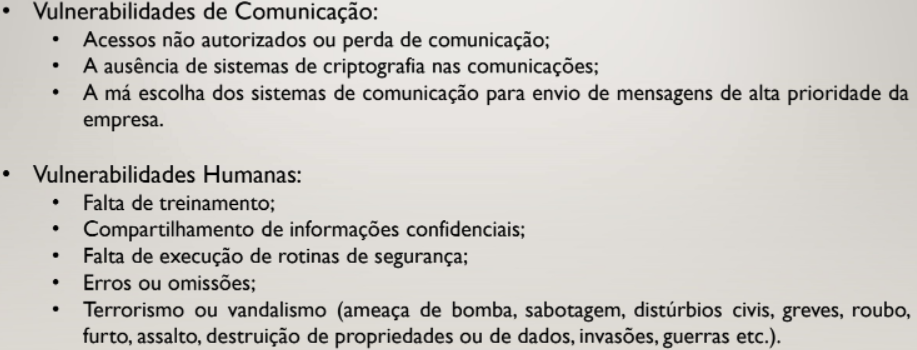 • Vulnerabilidades de Comunicação:
• Acessos não autorizados ou perda de comunicação;
• A ausência de sistemas de criptografia nas comunicações;
• A má escolha dos sistemas de comunicação para envio de mensagens de alta prioridade da
empresa.
• Vulnerabilidades Humanas:
• Falta de treinamento;
• Compartilhamento de informações confidenciais;
• Falta de execução de rotinas de segurança;
• Erros ou omissões;
• Terrorismo ou vandalismo (ameaça de bomba, sabotagem, distúrbios civis, greves, roubo,
furto, assalto, destruição de propriedades ou de dados, invasões, guerras etc.).